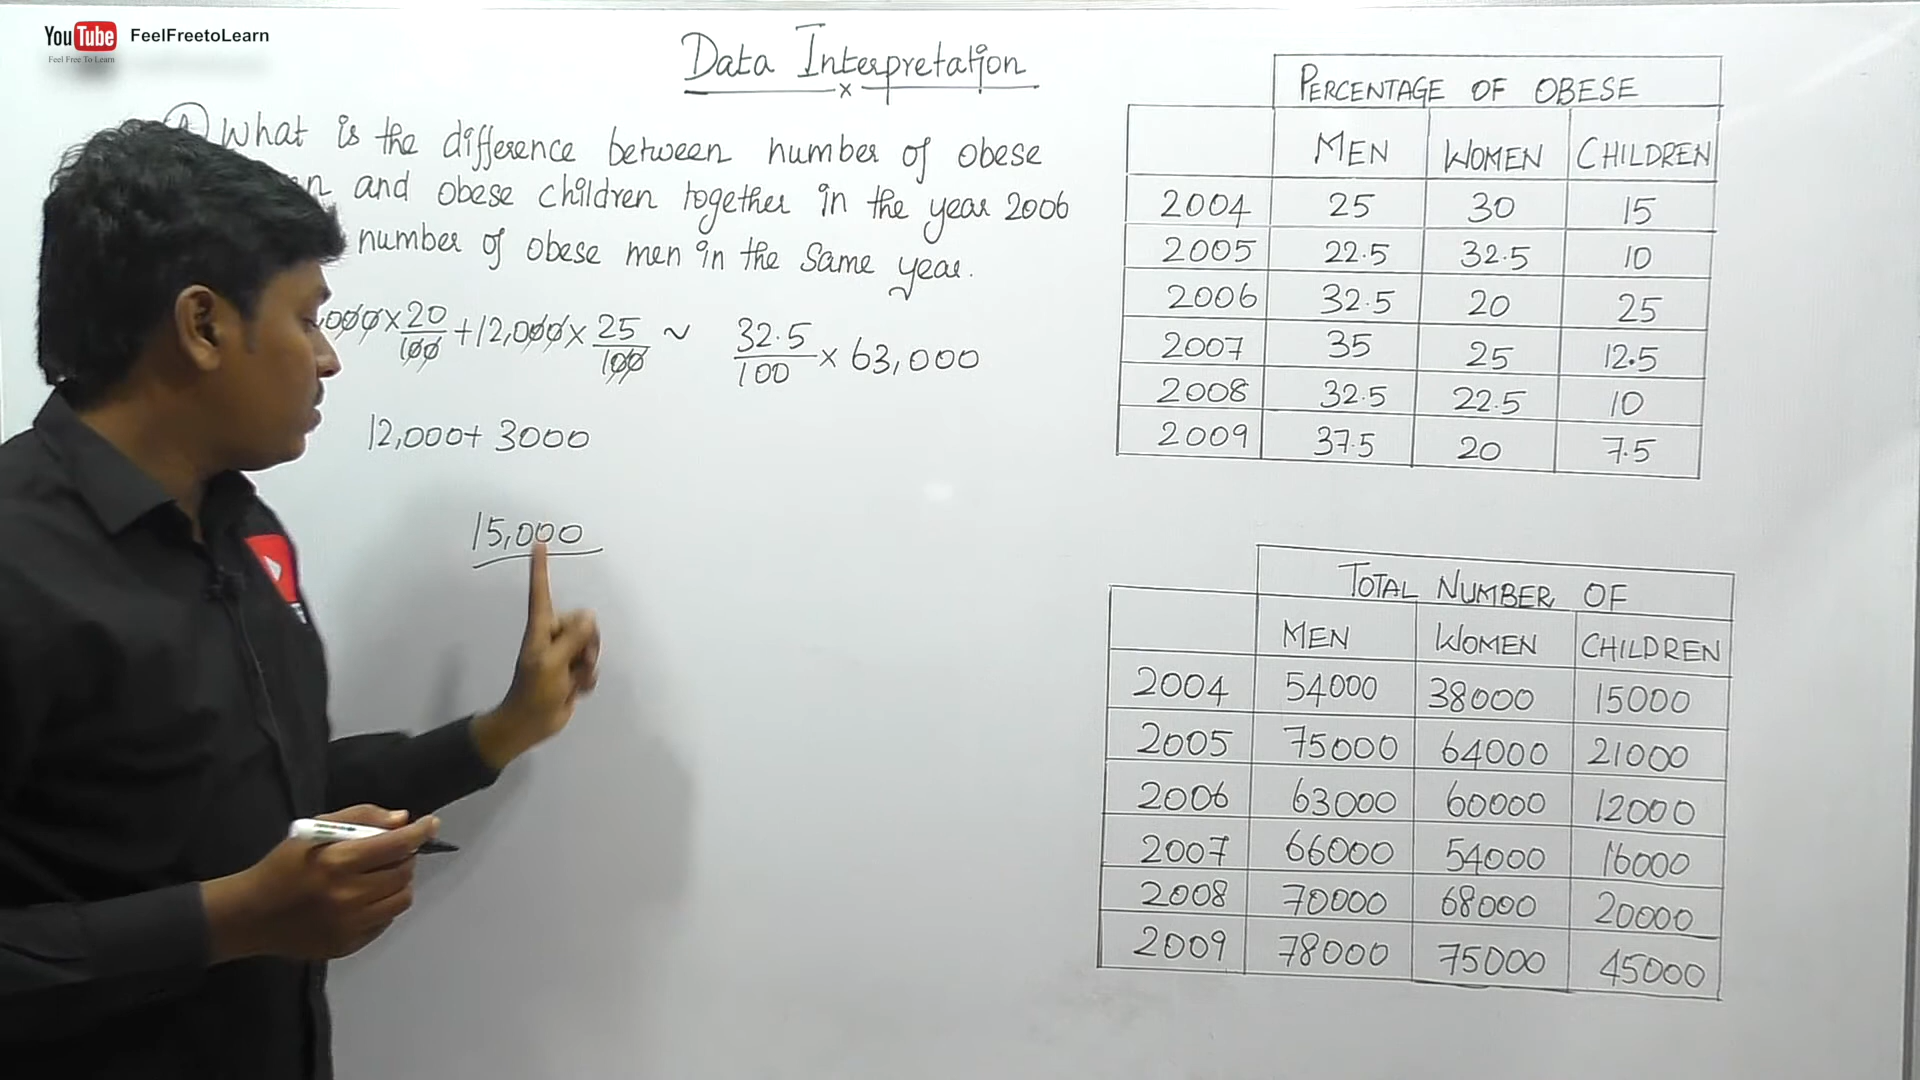 YouTube FeelFreetoLearn
Feel Free To Learn
Data Interpretation
x
What is the difference between number of obese
and obese children together in the year 2006
number of obese men in the same year.
000 x 20/100 + 12,000 x 25/100 ~ 32.5/100 x 63,000
12,000 + 3000
15,000
PERCENTAGE OF OBESE
MEN WOMEN CHILDREN
2004 25 30 15
2005 22.5 32.5 10
2006 32.5 20 25
2007 35 25 12.5
2008 32.5 22.5 10
2009 37.5 20 7.5
TOTAL NUMBER OF
MEN WOMEN CHILDREN
2004 54000 38000 15000
2005 75000 64000 21000
2006 63000 60000 12000
2007 66000 54000 16000
2008 70000 68000 20000
2009 78000 75000 45000